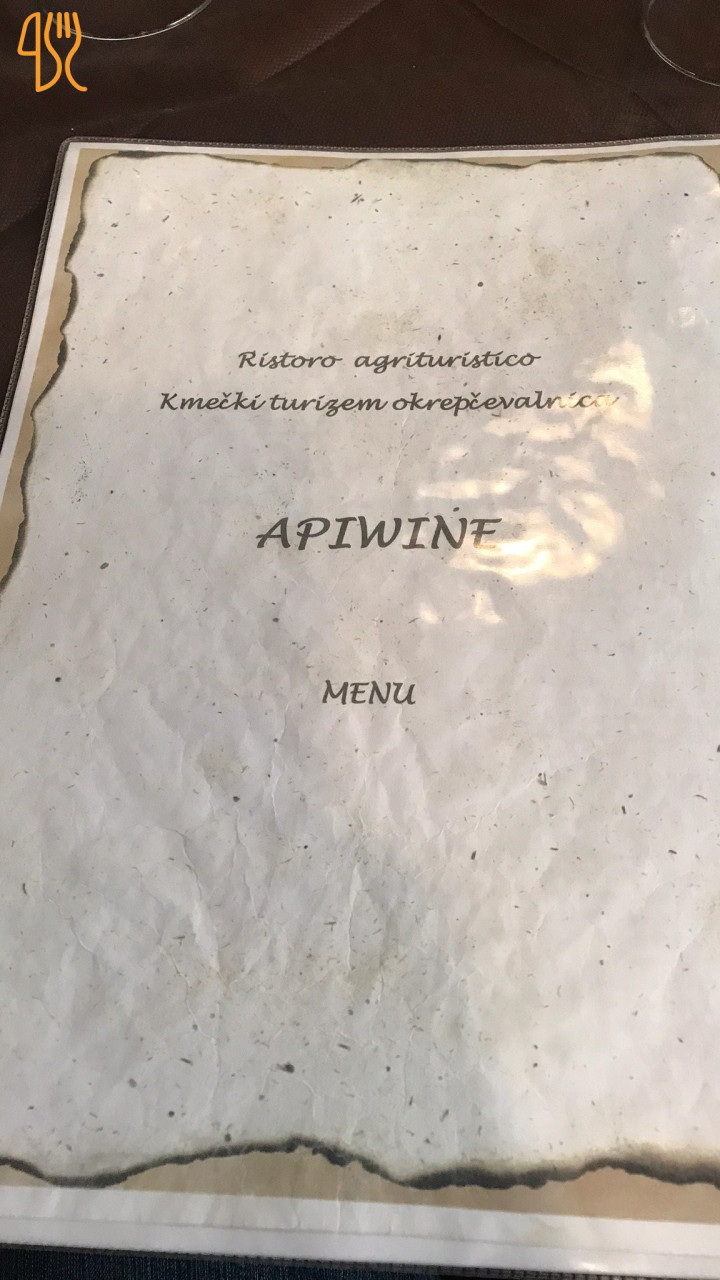 Ristoro agrituristico
Kmečki turizem okrepčevalnica
APIWINE
MENU